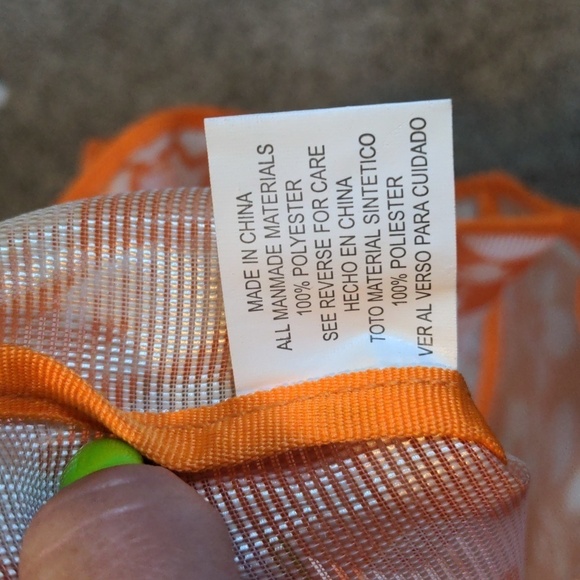 MADE IN CHINA
ALL MANMADE MATERIALS
100% POLYESTER
SEE REVERSE FOR CARE
HECHO EN CHINA
TOTO MATERIAL SINTETICO
100% POLIESTER
VER AL VERSO PARA CUIDADO